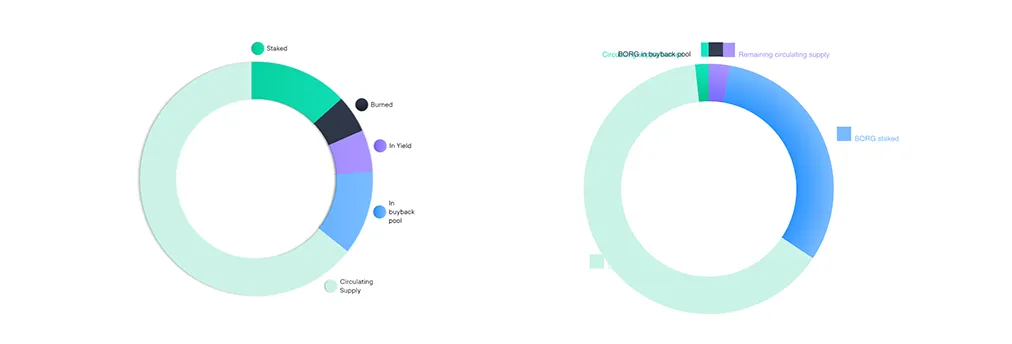 Staked
Burned
In Yield
In
buyback
pool
Circulating
Supply
BORG in buyback pool
Remaining circulating supply
BORG staked